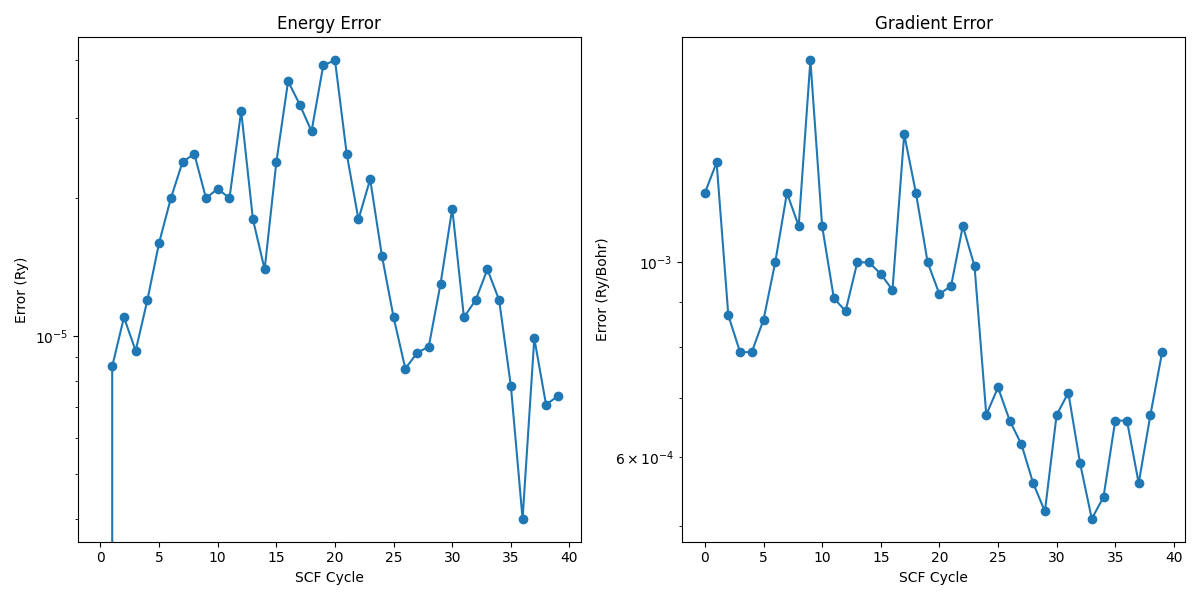 Energy Error
Error (Ry)
10⁻⁵
0 5 10 15 20 25 30 35 40
SCF Cycle
Gradient Error
Error (Ry/Bohr)
10⁻³
6 × 10⁻⁴
0 5 10 15 20 25 30 35 40
SCF Cycle